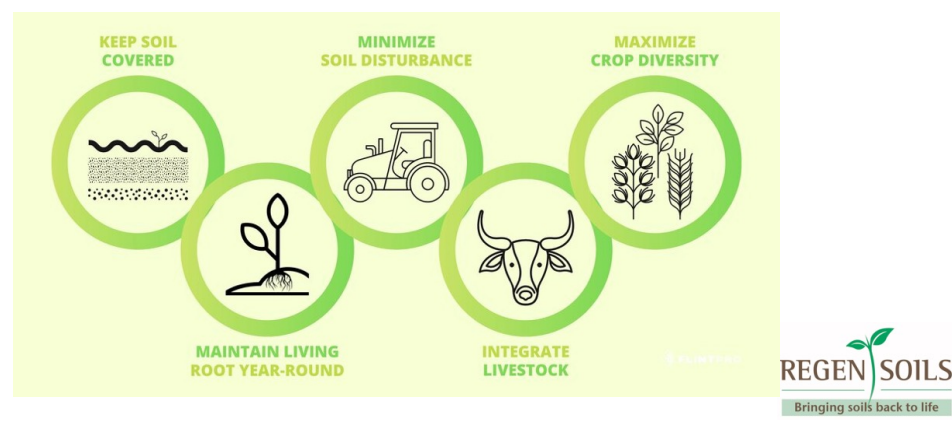 KEEP SOIL
COVERED
MINIMIZE
SOIL DISTURBANCE
MAXIMIZE
CROP DIVERSITY
MAINTAIN LIVING
ROOT YEAR-ROUND
INTEGRATE
LIVESTOCK
REGEN SOILS
Bringing soils back to life